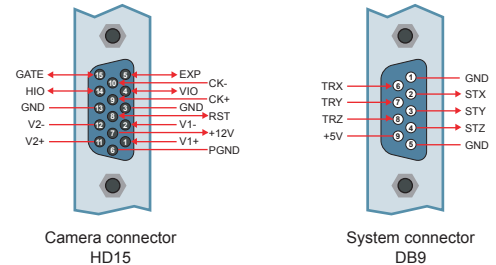 GATE 15 5 EXP
10 CK-
HIO 14 4 VIO
9 CK+
GND 13 3 GND
8 RST
V2- 12 2 V1-
7 +12V
V2+ 11 1 V1+
6 PGND
Camera connector
HD15
1 GND
TRX 6 2 STX
TRY 7 3 STY
TRZ 8 4 STZ
+5V 9 5 GND
System connector
DB9